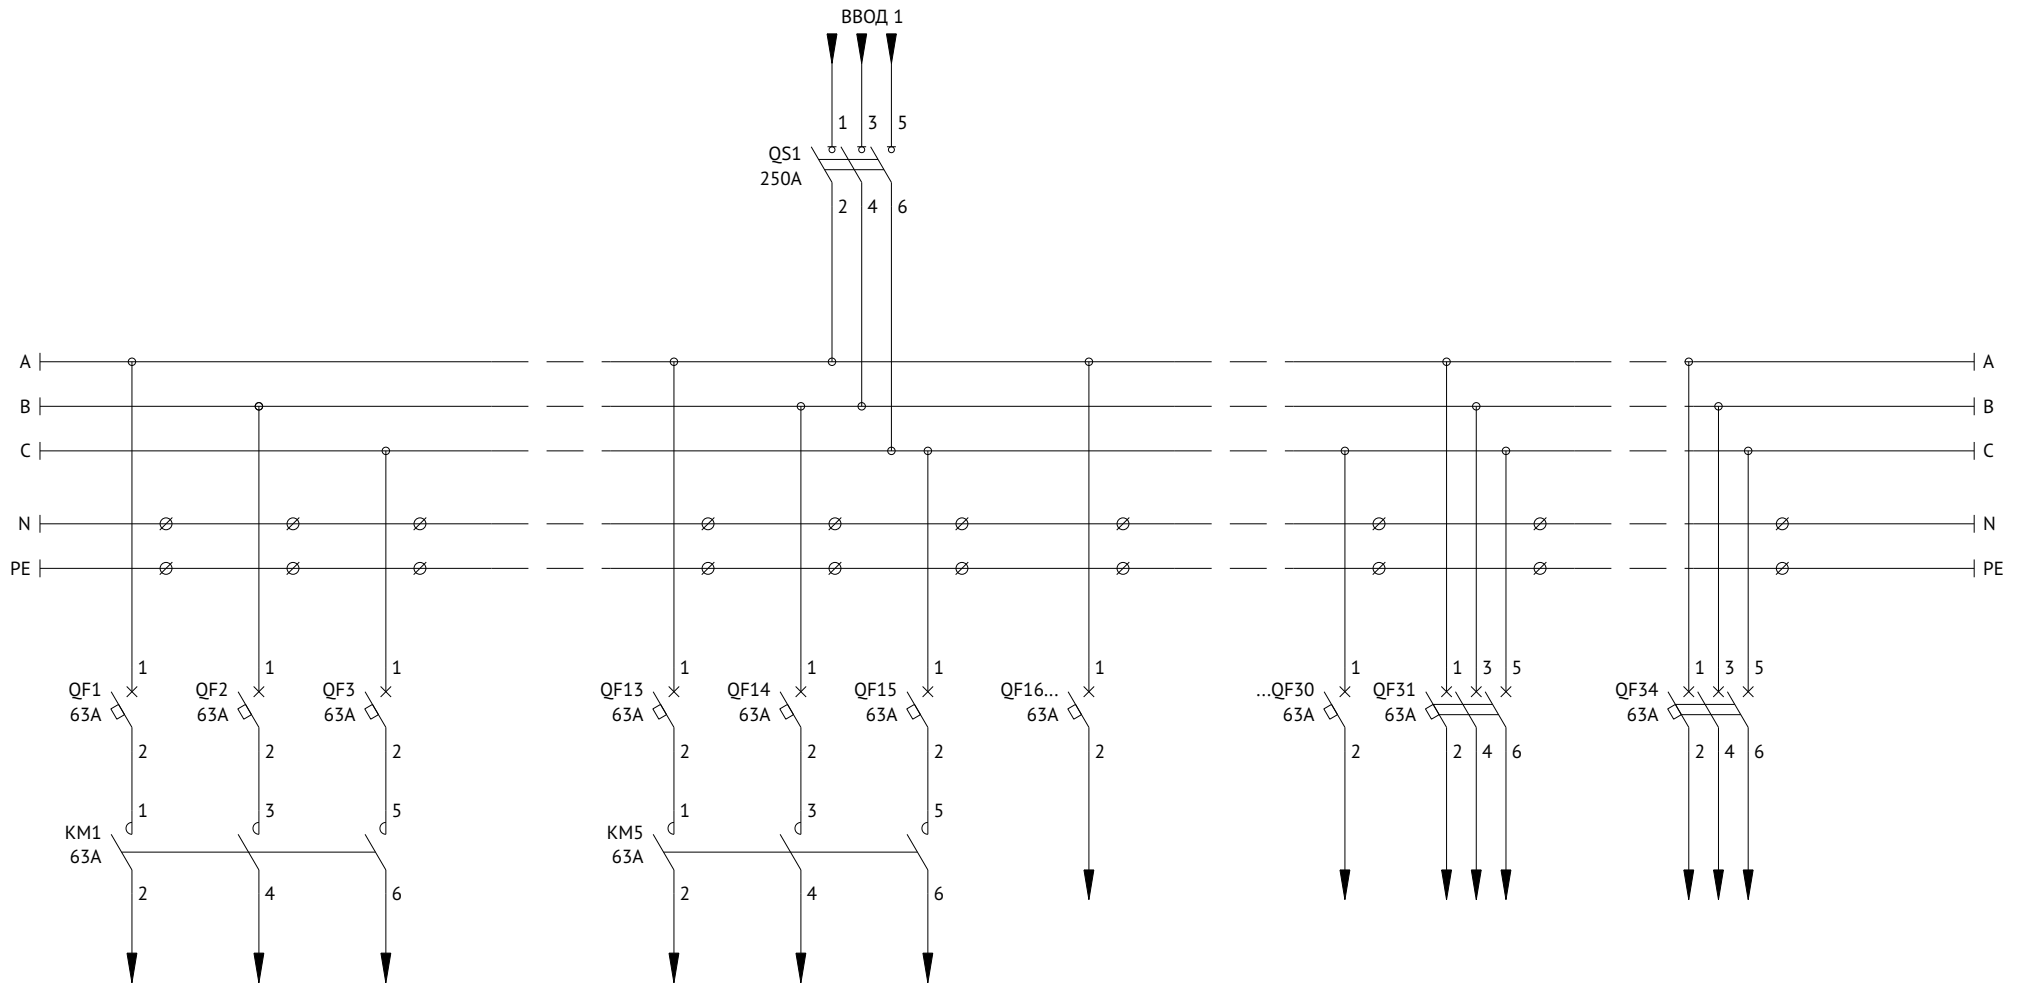 ВВОД 1
1 3 5
QS1
250A
2 4 6
A A
B B
C C
N N
PE PE
1 1 1 1 1 1 1 1 1 3 5 1 3 5
QF1 QF2 QF3 QF13 QF14 QF15 QF16... ...QF30 QF31 QF34
63A 63A 63A 63A 63A 63A 63A 63A 63A 63A
2 2 2 2 2 2 2 2 2 4 6 2 4 6
1 3 5 1 3 5
KM1 KM5
63A 63A
2 4 6 2 4 6